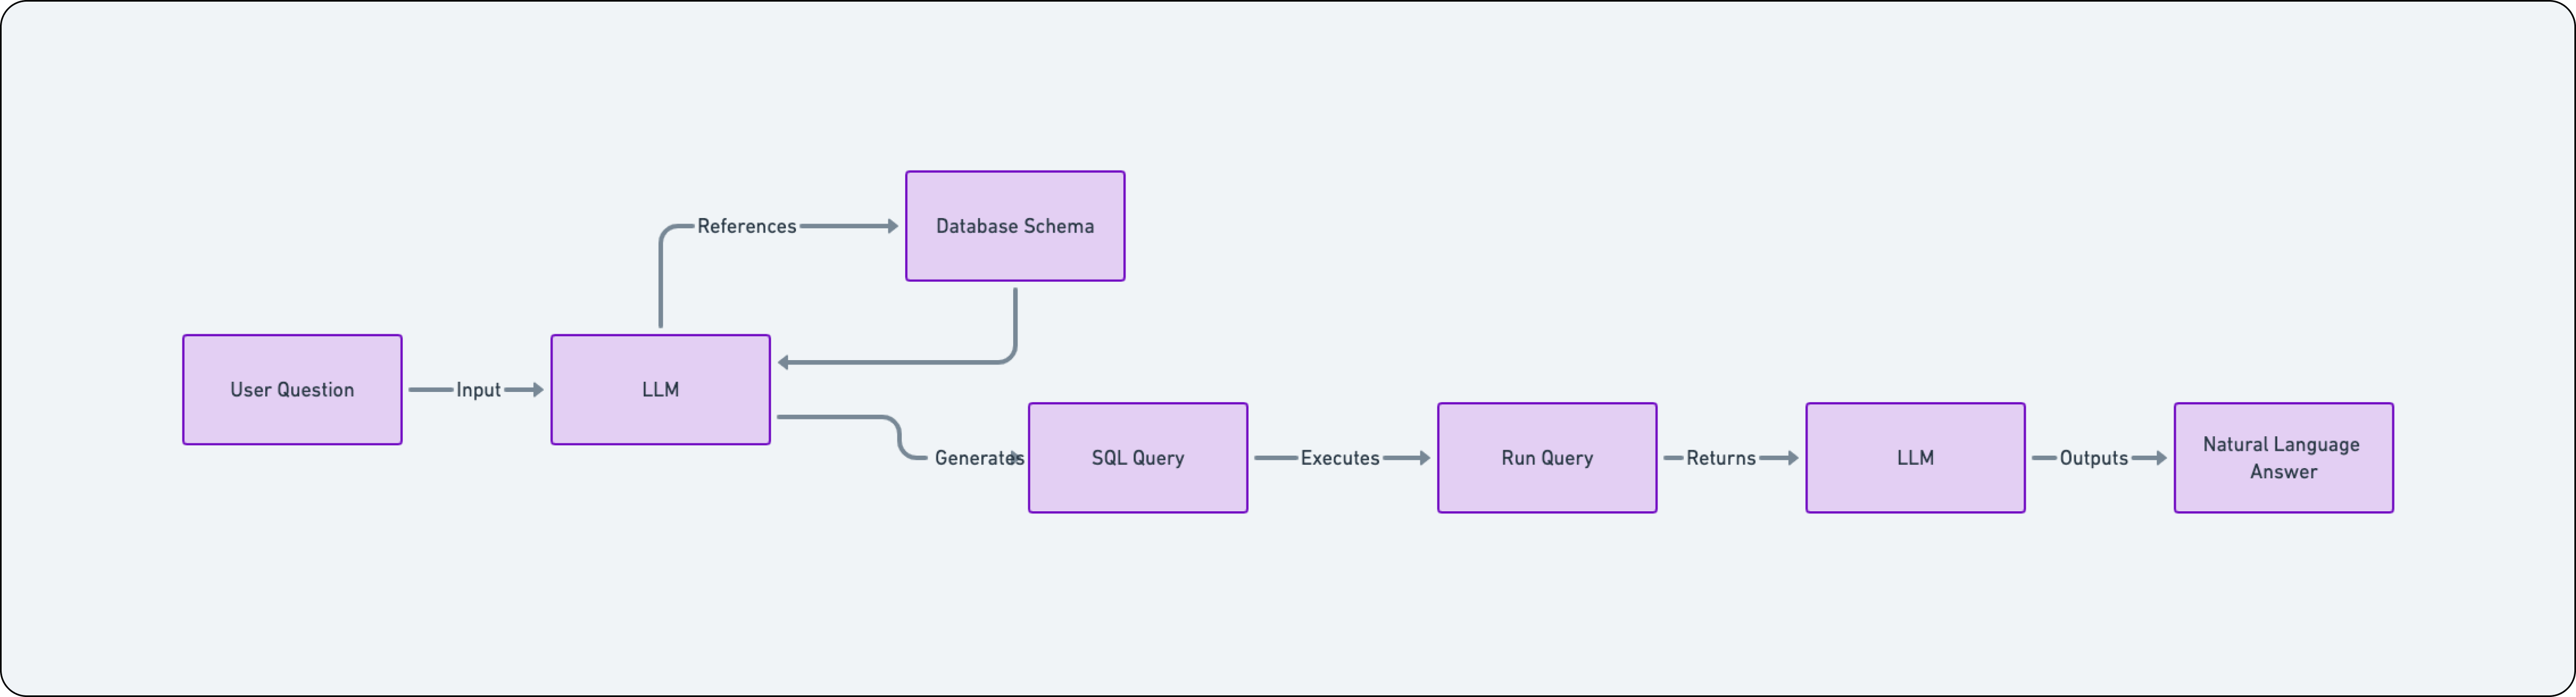 References
Database Schema
User Question
Input
LLM
Generates
SQL Query
Executes
Run Query
Returns
LLM
Outputs
Natural Language
Answer